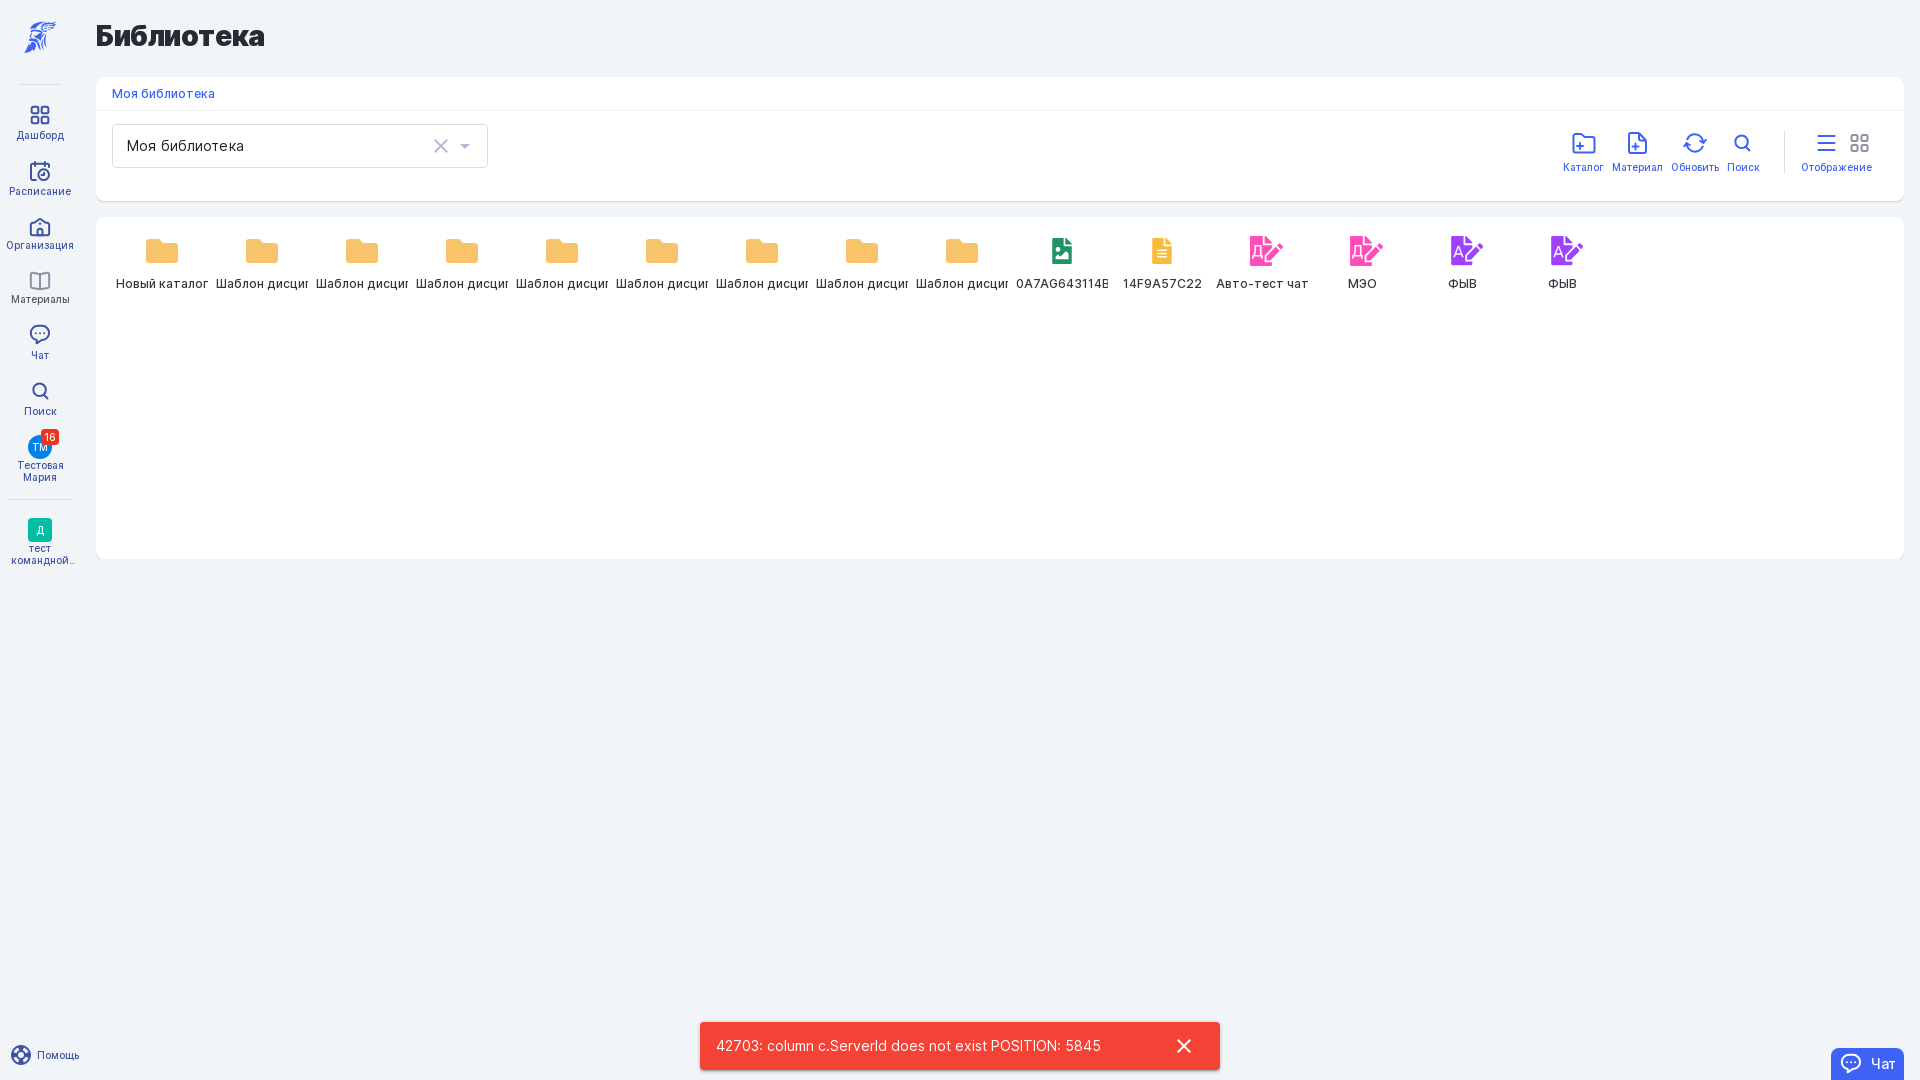 Библиотека
Моя библиотека
Моя библиотека
Каталог
Материал
Обновить
Поиск
Отображение
Дашборд
Расписание
Организация
Материалы
Чат
Поиск
ТМ
16
Тестовая
Мария
Д
тест
командной...
Помощь
Новый каталог
Шаблон дисцип
Шаблон дисцип
Шаблон дисцип
Шаблон дисцип
Шаблон дисцип
Шаблон дисцип
Шаблон дисцип
Шаблон дисцип
0A7AG643114B
14F9A57C22
Авто-тест чат
МЭО
ФЫВ
ФЫВ
42703: column c.ServerId does not exist POSITION: 5845
Чат